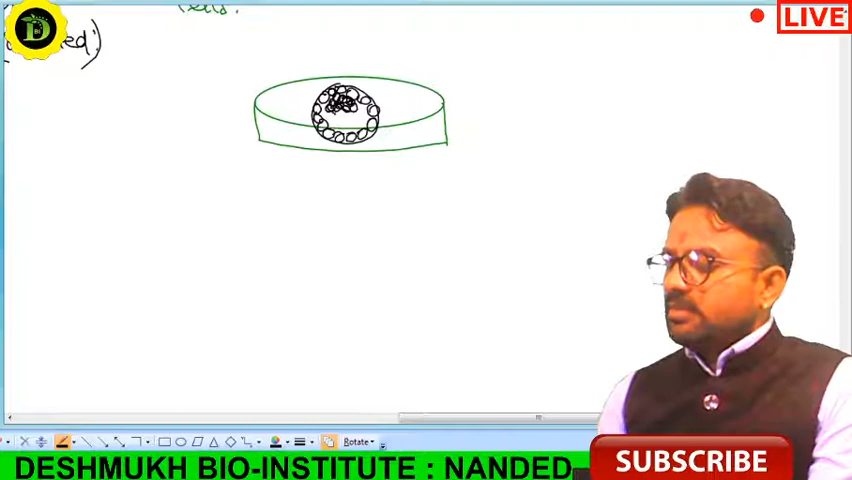 LIVE
D
Rotate
SUBSCRIBE
DESHMUKH BIO-INSTITUTE : NANDED